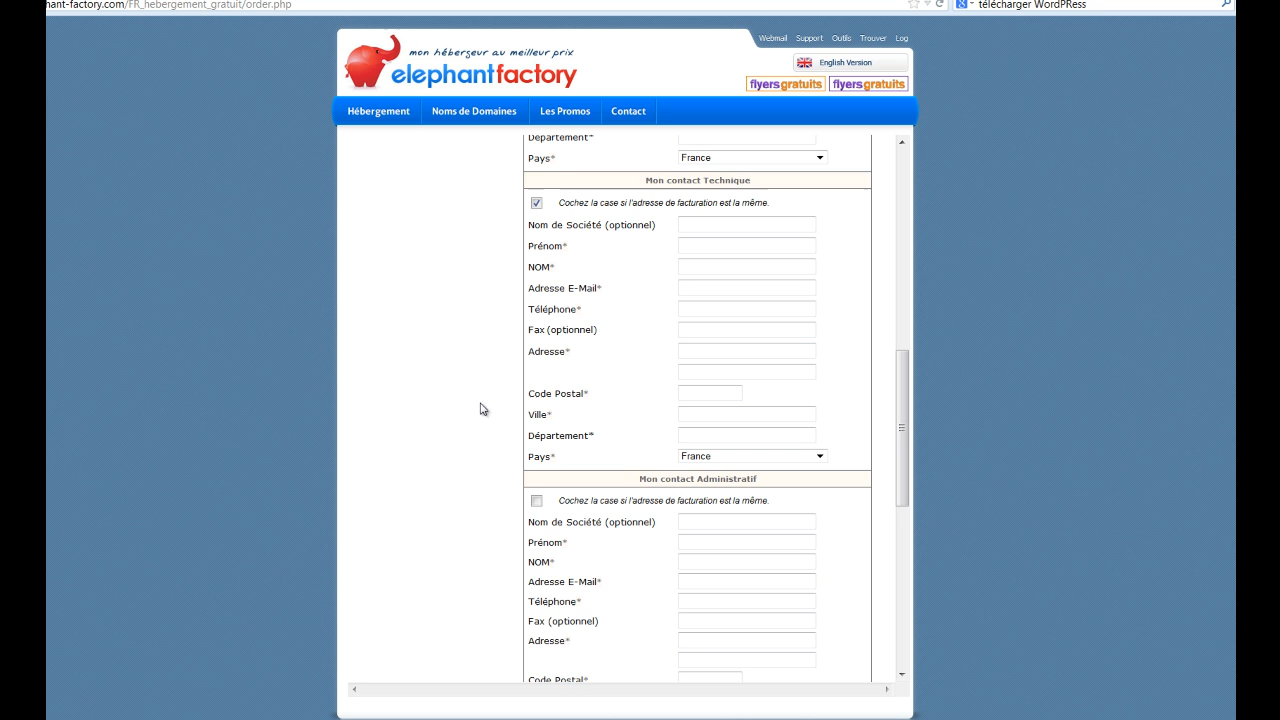 hant-factory.com/FR_hebergement_gratuit/order.php
télécharger WordPRess
mon hébergeur au meilleur prix
elephantfactory
Webmail Support Outils Trouver Log
English Version
flyersgratuits flyersgratuits
Hébergement Noms de Domaines Les Promos Contact
Département*
Pays* France
Mon contact Technique
Cochez la case si l'adresse de facturation est la même.
Nom de Société (optionnel)
Prénom*
NOM*
Adresse E-Mail*
Téléphone*
Fax (optionnel)
Adresse*
Code Postal*
Ville*
Département*
Pays* France
Mon contact Administratif
Cochez la case si l'adresse de facturation est la même.
Nom de Société (optionnel)
Prénom*
NOM*
Adresse E-Mail*
Téléphone*
Fax (optionnel)
Adresse*
Code Postal*